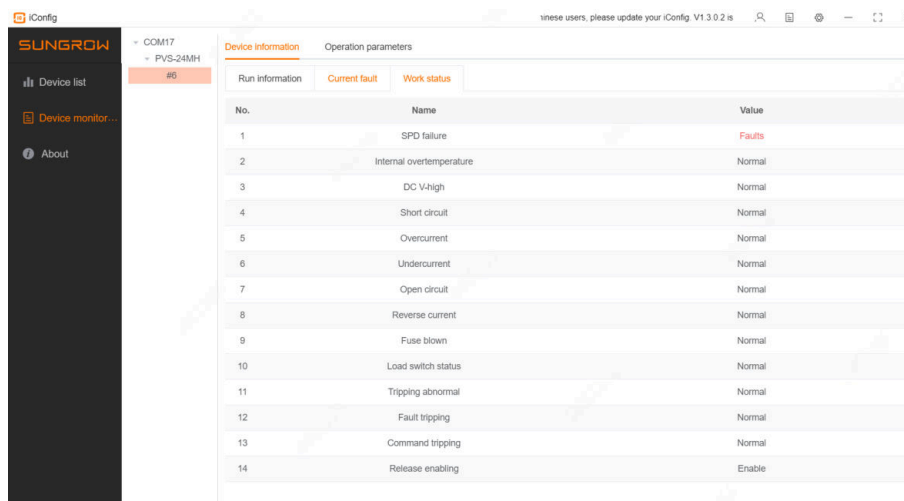 iConfig
ninese users, please update your iConfig. V1.3.0.2 is
SUNGROW
Device list
Device monitor...
About
COM17
PVS-24MH
#6
Device information Operation parameters
Run information Current fault Work status
No. Name Value
1 SPD failure Faults
2 Internal overtemperature Normal
3 DC V-high Normal
4 Short circuit Normal
5 Overcurrent Normal
6 Undercurrent Normal
7 Open circuit Normal
8 Reverse current Normal
9 Fuse blown Normal
10 Load switch status Normal
11 Tripping abnormal Normal
12 Fault tripping Normal
13 Command tripping Normal
14 Release enabling Enable